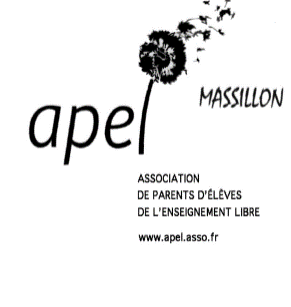 apel
MASSILLON
ASSOCIATION
DE PARENTS D'ÉLÈVES
DE L'ENSEIGNEMENT LIBRE
www.apel.asso.fr